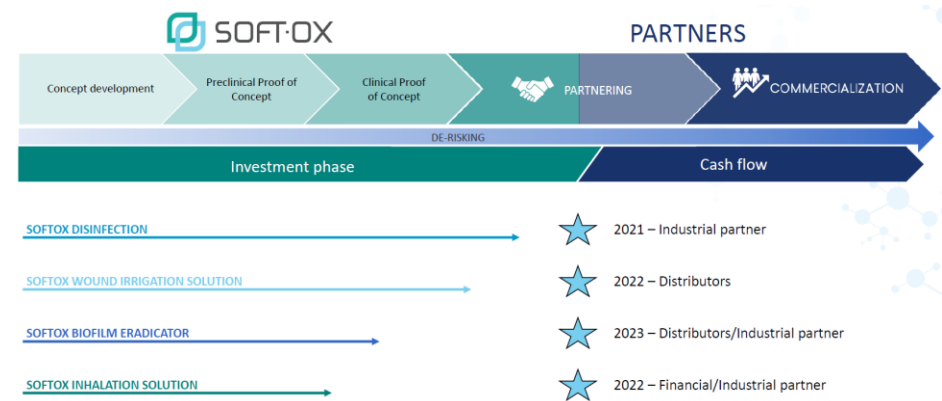 SOFT·OX
PARTNERS
Concept development
Preclinical Proof of
Concept
Clinical Proof
of Concept
PARTNERING
COMMERCIALIZATION
DE-RISKING
Investment phase
Cash flow
SOFTOX DISINFECTION
2021 – Industrial partner
SOFTOX WOUND IRRIGATION SOLUTION
2022 – Distributors
SOFTOX BIOFILM ERADICATOR
2023 – Distributors/Industrial partner
SOFTOX INHALATION SOLUTION
2022 – Financial/Industrial partner